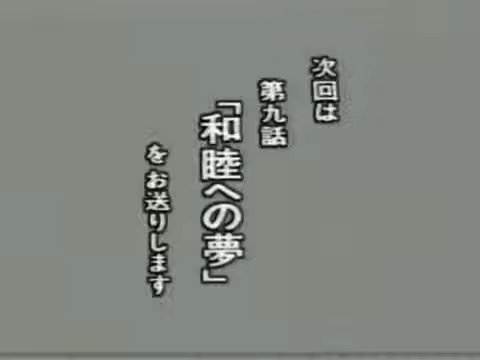 次回は
第九話
「和睦への夢」
をお送りします